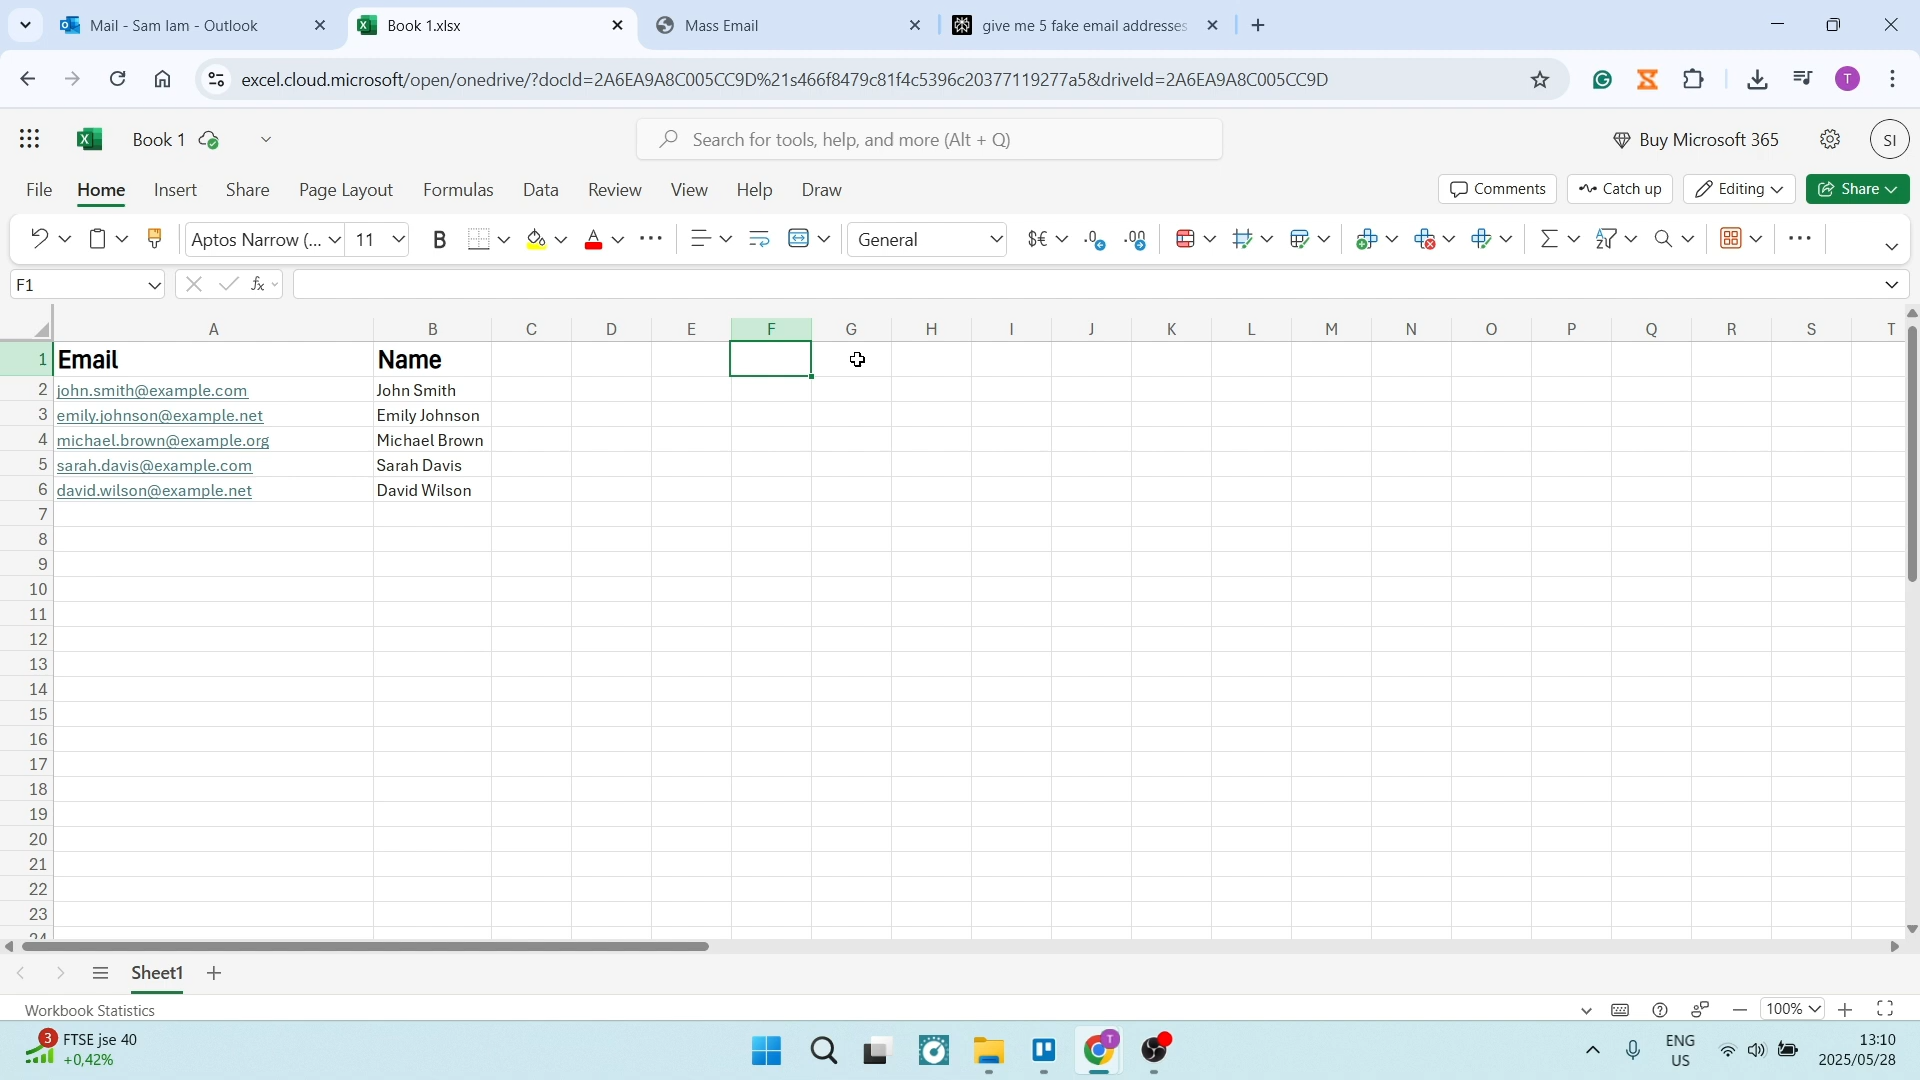 Mail - Sam Iam - Outlook
Book 1.xlsx
Mass Email
give me 5 fake email addresses
excel.cloud.microsoft/open/onedrive/?docId=2A6EA9A8C005CC9D%21s466f8479c81f4c5396c20377119277a5&driveId=2A6EA9A8C005CC9D
T
Book 1
Search for tools, help, and more (Alt + Q)
Buy Microsoft 365
SI
File Home Insert Share Page Layout Formulas Data Review View Help Draw
Comments Catch up Editing Share
Aptos Narrow (... 11 B A General
F1 fx
A B C D E F G H I J K L M N O P Q R S T
1 Email Name
2 john.smith@example.com John Smith
3 emily.johnson@example.net Emily Johnson
4 michael.brown@example.org Michael Brown
5 sarah.davis@example.com Sarah Davis
6 david.wilson@example.net David Wilson
7
8
9
10
11
12
13
14
15
16
17
18
19
20
21
22
23
24
Sheet1
Workbook Statistics
100%
3 FTSE jse 40
+0,42%
T
ENG
US
13:10
2025/05/28